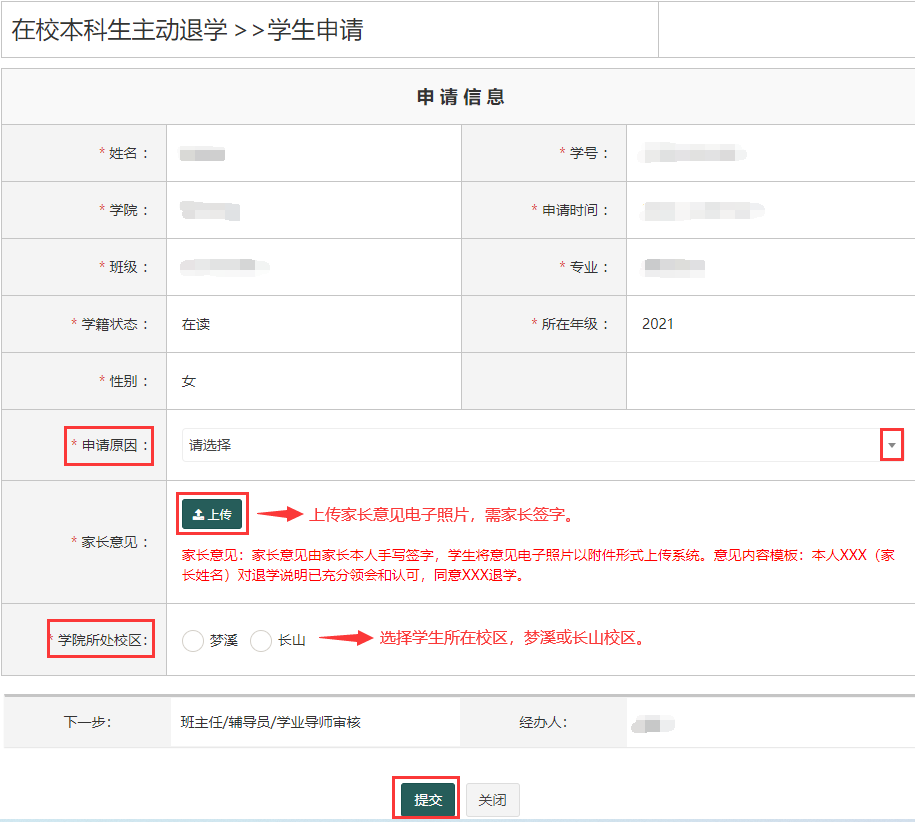 在校本科生主动退学 >>学生申请
申请信息
* 姓名：
* 学号：
* 学院：
* 申请时间：
* 班级：
* 专业：
* 学籍状态： 在读
* 所在年级： 2021
* 性别： 女
* 申请原因： 请选择
上传 上传家长意见电子照片，需家长签字。
* 家长意见：
家长意见：家长意见由家长本人手写签字，学生将意见电子照片以附件形式上传系统。意见内容模板：本人XXX（家
长姓名）对退学说明已充分领会和认可，同意XXX退学。
* 学院所处校区： 梦溪 长山 选择学生所在校区，梦溪或长山校区。
下一步： 班主任/辅导员/学业导师审核 经办人：
提交 关闭